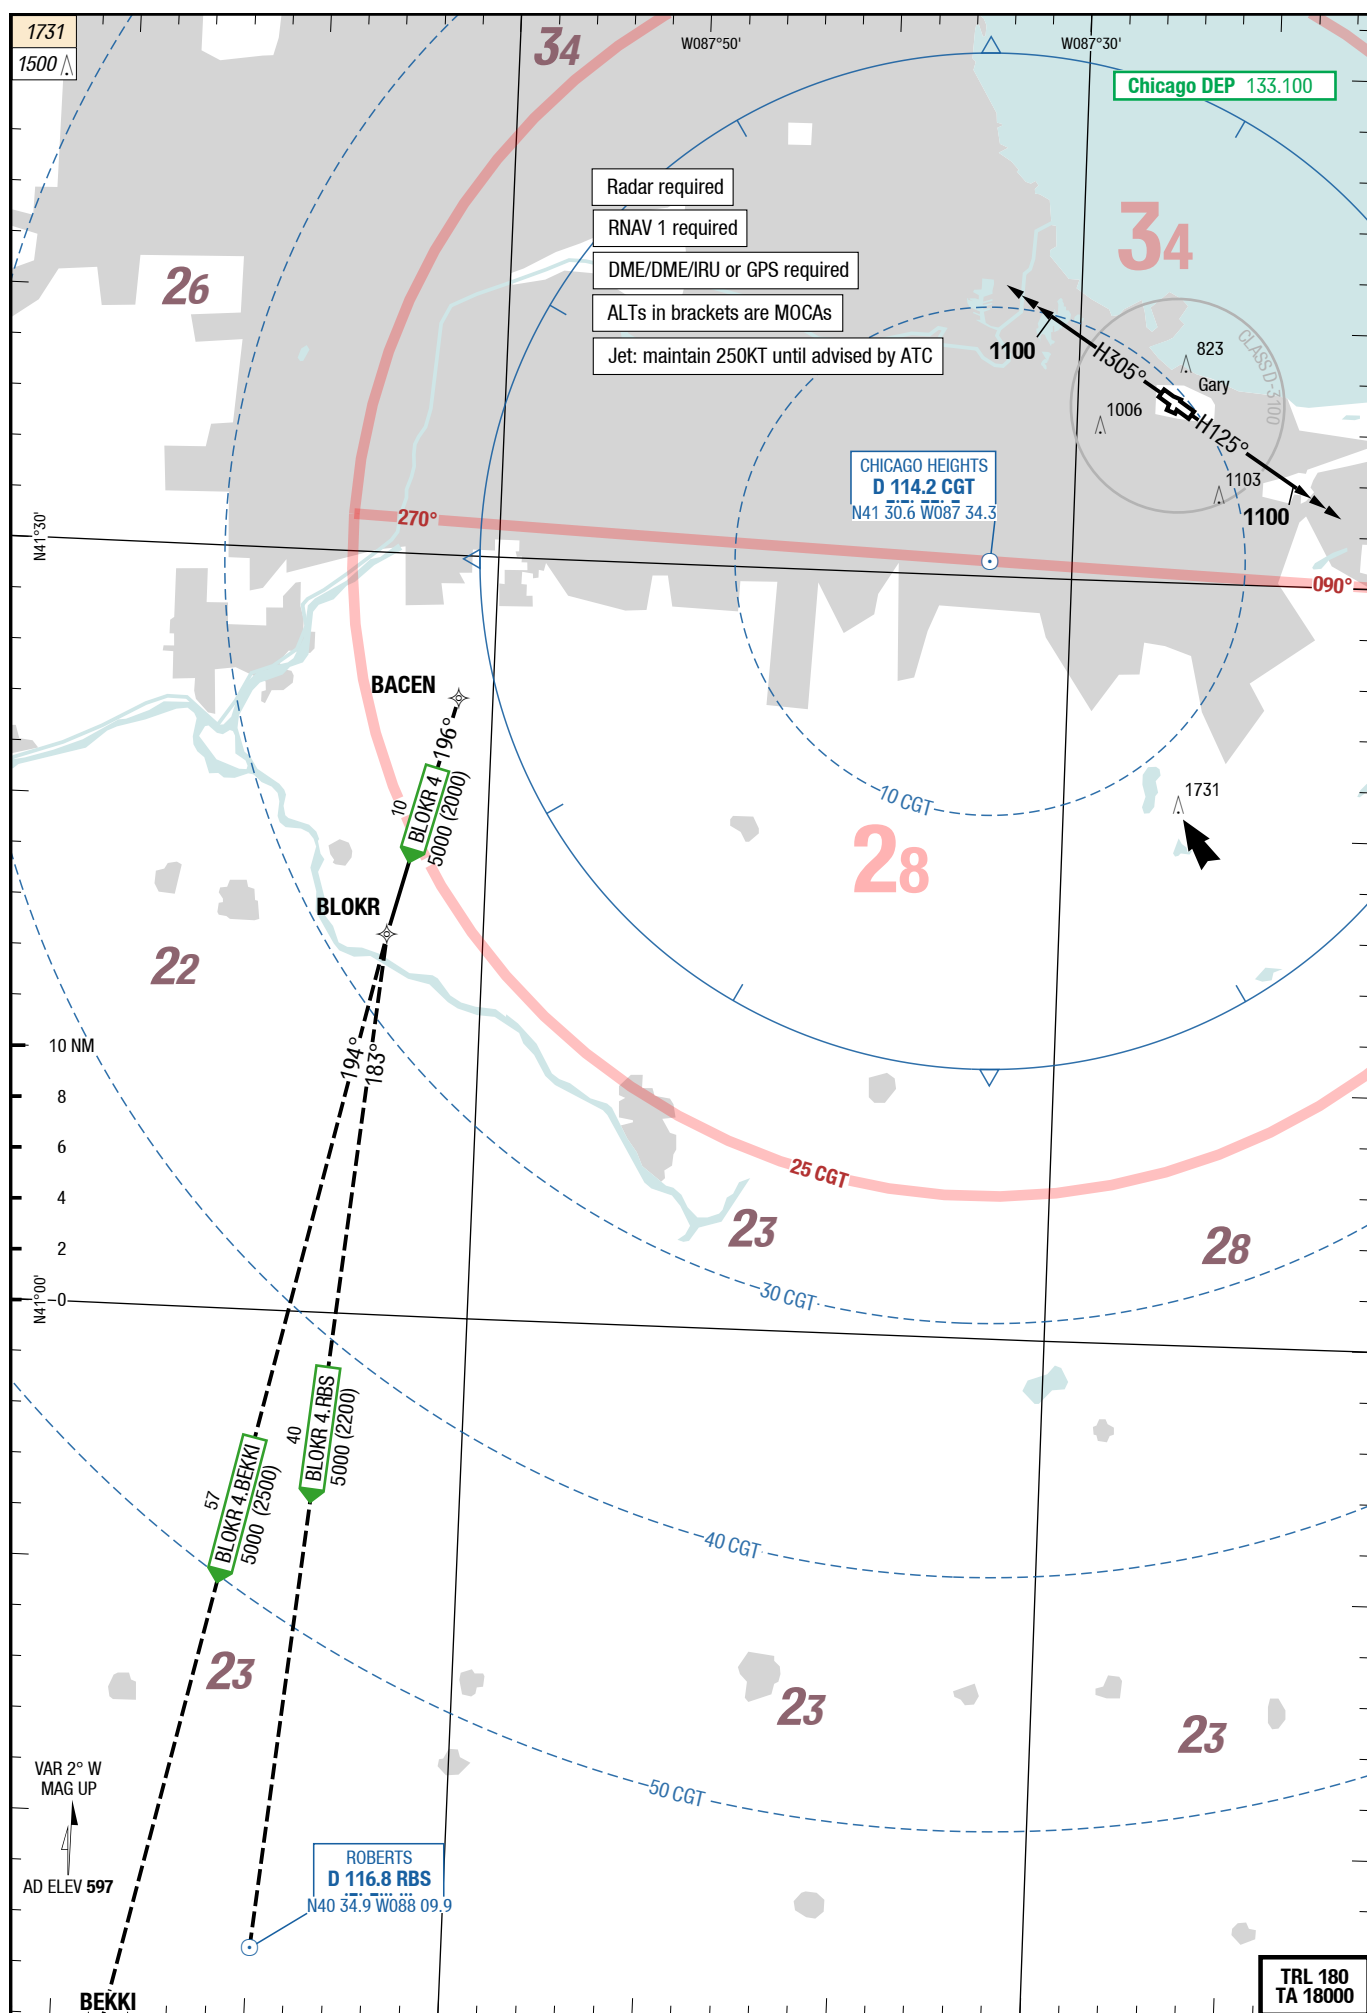 1731
1500
34
W087°50'
W087°30'
Chicago DEP 133.100
Radar required
RNAV 1 required
DME/DME/IRU or GPS required
ALTs in brackets are MOCAs
Jet: maintain 250KT until advised by ATC
34
26
1100
H305°
823
Gary
CLASS D-3100
1006
H125°
1103
1100
CHICAGO HEIGHTS
D 114.2 CGT
N41 30.6 W087 34.3
270°
090°
N41°30'
BACEN
196°
10
BLOKR 4
5000 (2000)
10 CGT
1731
28
BLOKR
22
194°
183°
10 NM
8
6
4
2
0
N41°00'
25 CGT
23
28
30 CGT
40
BLOKR 4.RBS
5000 (2200)
57
BLOKR 4.BEKKI
5000 (2500)
40 CGT
23
23
23
50 CGT
VAR 2° W
MAG UP
AD ELEV 597
ROBERTS
D 116.8 RBS
N40 34.9 W088 09.9
BEKKI
TRL 180
TA 18000